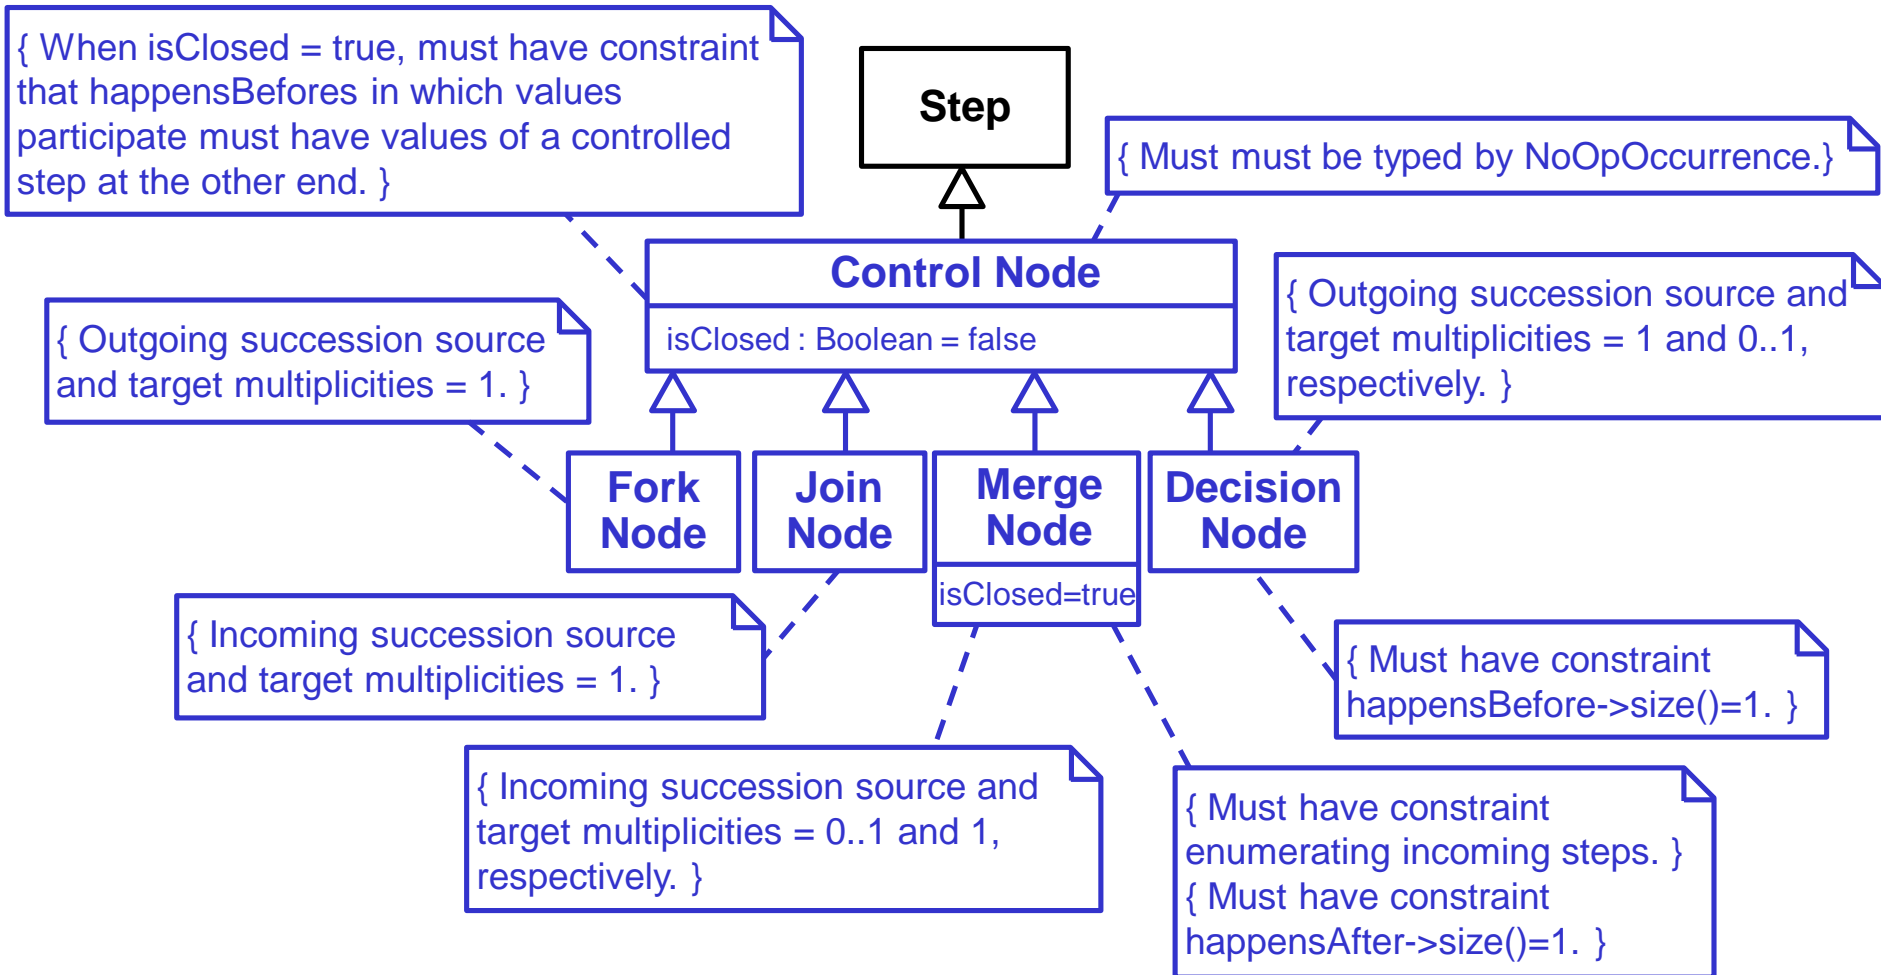 { When isClosed = true, must have constraint
that happensBefores in which values
participate must have values of a controlled
step at the other end. }
Step
{ Must must be typed by NoOpOccurrence.}
Control Node
isClosed : Boolean = false
{ Outgoing succession source
and target multiplicities = 1. }
{ Outgoing succession source and
target multiplicities = 1 and 0..1,
respectively. }
Fork
Node
Join
Node
Merge
Node
isClosed=true
Decision
Node
{ Incoming succession source
and target multiplicities = 1. }
{ Must have constraint
happensBefore->size()=1. }
{ Incoming succession source and
target multiplicities = 0..1 and 1,
respectively. }
{ Must have constraint
enumerating incoming steps. }
{ Must have constraint
happensAfter->size()=1. }